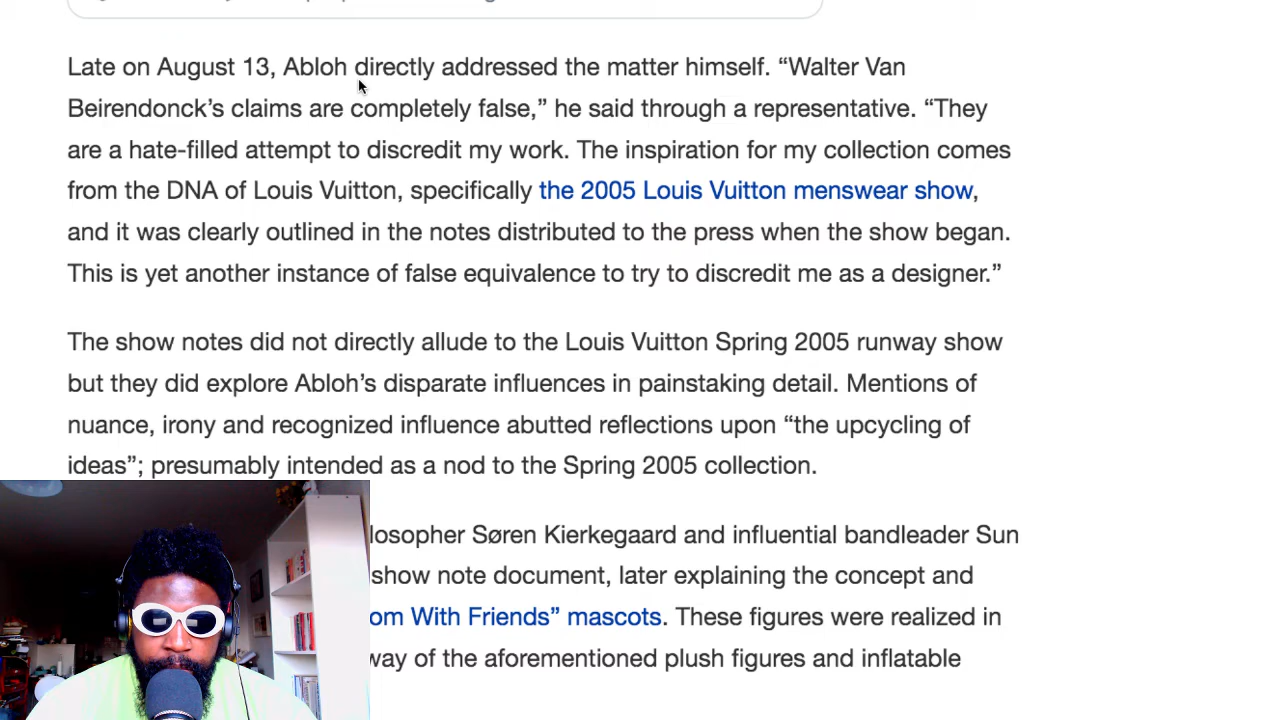 Late on August 13, Abloh directly addressed the matter himself. “Walter Van
Beirendonck’s claims are completely false,” he said through a representative. “They
are a hate-filled attempt to discredit my work. The inspiration for my collection comes
from the DNA of Louis Vuitton, specifically the 2005 Louis Vuitton menswear show,
and it was clearly outlined in the notes distributed to the press when the show began.
This is yet another instance of false equivalence to try to discredit me as a designer.”
The show notes did not directly allude to the Louis Vuitton Spring 2005 runway show
but they did explore Abloh’s disparate influences in painstaking detail. Mentions of
nuance, irony and recognized influence abutted reflections upon “the upcycling of
ideas”; presumably intended as a nod to the Spring 2005 collection.
losopher Søren Kierkegaard and influential bandleader Sun
show note document, later explaining the concept and
om With Friends” mascots. These figures were realized in
way of the aforementioned plush figures and inflatable